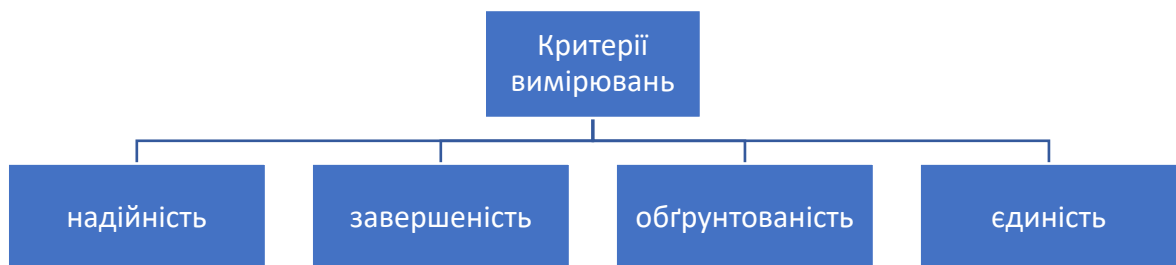 Критерії
вимірювань
надійність
завершеність
обґрунтованість
єдиність